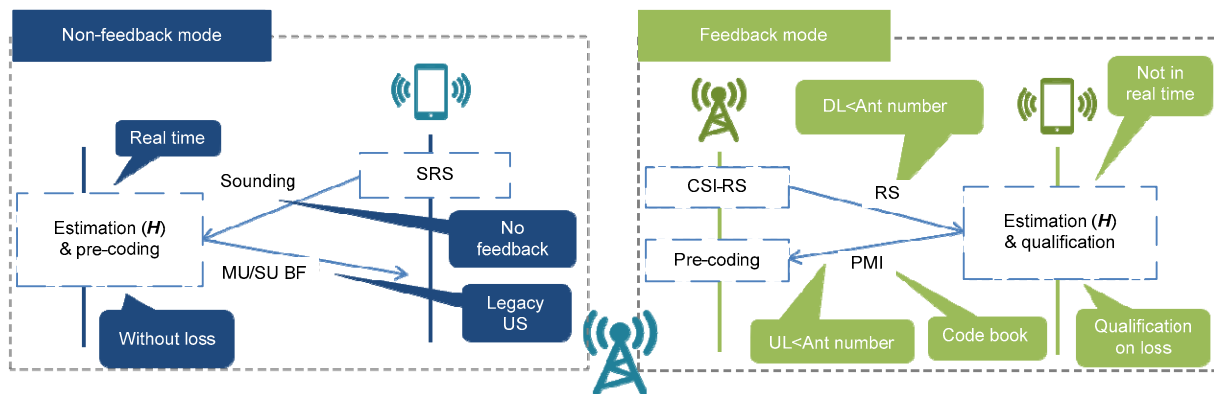 Non-feedback mode
Real time
Sounding
SRS
Estimation (H)
& pre-coding
No
feedback
MU/SU BF
Legacy
US
Without loss
Feedback mode
DL<Ant number
Not in
real time
CSI-RS
RS
Estimation (H)
& qualification
Pre-coding
PMI
UL<Ant number
Code book
Qualification
on loss